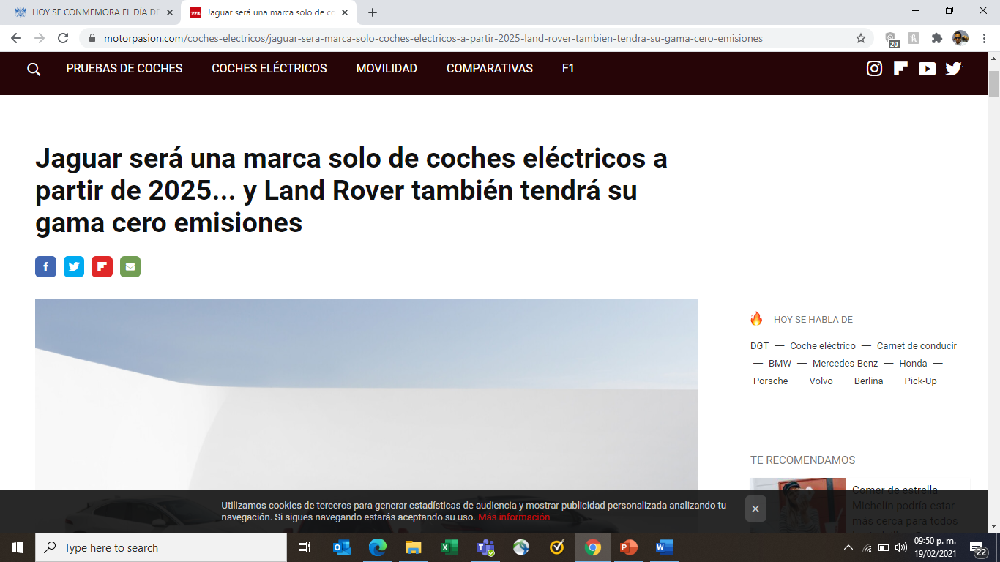 HOY SE CONMEMORA EL DÍA DE
Jaguar será una marca solo de co
motorpasion.com/coches-electricos/jaguar-sera-marca-solo-coches-electricos-a-partir-2025-land-rover-tambien-tendra-su-gama-cero-emisiones
20
PRUEBAS DE COCHES COCHES ELÉCTRICOS MOVILIDAD COMPARATIVAS F1
Jaguar será una marca solo de coches eléctricos a
partir de 2025... y Land Rover también tendrá su
gama cero emisiones
HOY SE HABLA DE
DGT — Coche eléctrico — Carnet de conducir
— BMW — Mercedes-Benz — Honda —
Porsche — Volvo — Berlina — Pick-Up
TE RECOMENDAMOS
Comer de estrella
Michelín podría estar
más cerca para todos
Utilizamos cookies de terceros para generar estadísticas de audiencia y mostrar publicidad personalizada analizando tu
navegación. Si sigues navegando estarás aceptando su uso. Más información
Type here to search
09:50 p. m.
19/02/2021
22